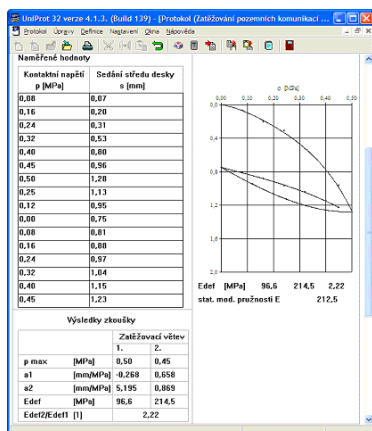 UniProt 32 verze 4.1.3. (Build 139) - [Protokol (Zatěžování pozemních komunikací ...
Protokol Úpravy Definice Nastavení Okna Nápověda
Naměřené hodnoty
Kontaktní napětí p [MPa] Sedání středu desky s [mm]
0,08 0,07
0,16 0,20
0,24 0,31
0,32 0,53
0,40 0,80
0,45 0,96
0,50 1,28
0,25 1,13
0,12 0,95
0,00 0,75
0,08 0,81
0,16 0,88
0,24 0,97
0,32 1,04
0,40 1,15
0,45 1,23
Výsledky zkoušky
Zatěžovací větev
1. 2.
p max [MPa] 0,50 0,45
a1 [mm/MPa] -0,268 0,658
a2 [mm/MPa] 5,195 0,869
Edef [MPa] 96,6 214,5
Edef2/Edef1 [1] 2,22
σ [MPa]
0,00 0,10 0,20 0,30 0,40 0,50
0,0
0,4
0,8
1,2
1,6
2,0
Edef [MPa] 96,6 214,5 2,22
stat. mod. pružnosti E 212,5